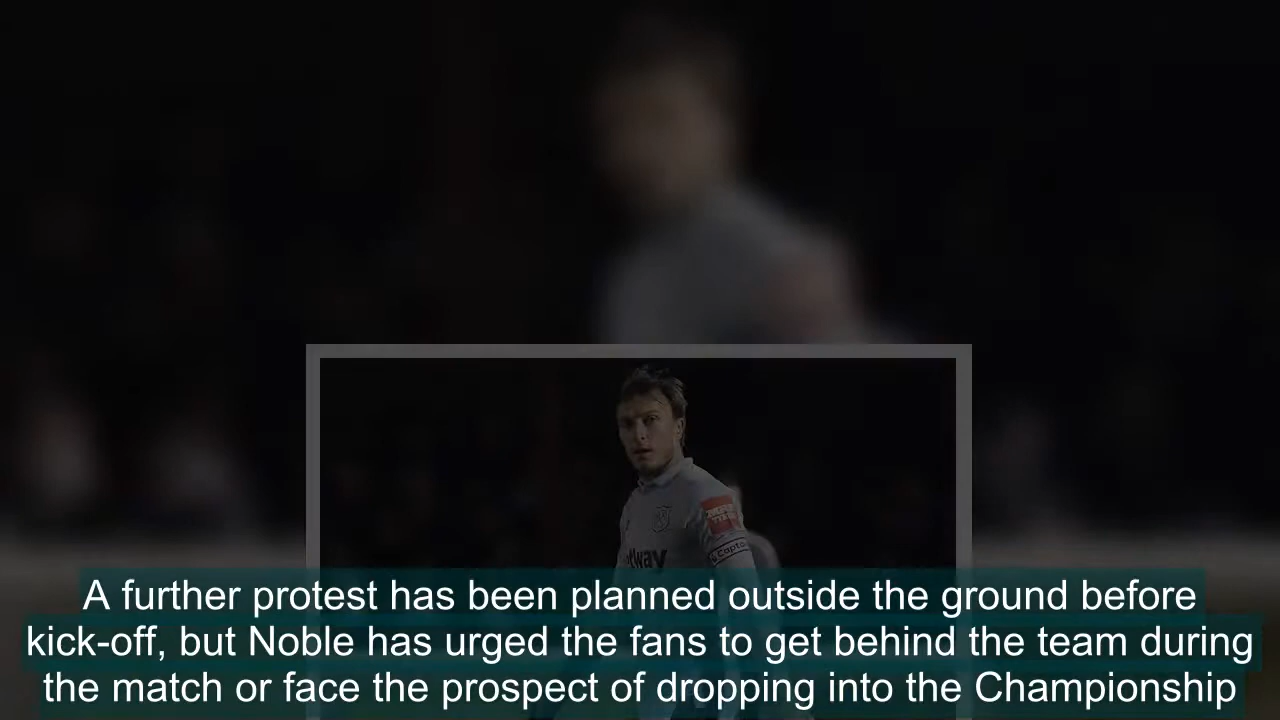 A further protest has been planned outside the ground before
kick-off, but Noble has urged the fans to get behind the team during
the match or face the prospect of dropping into the Championship